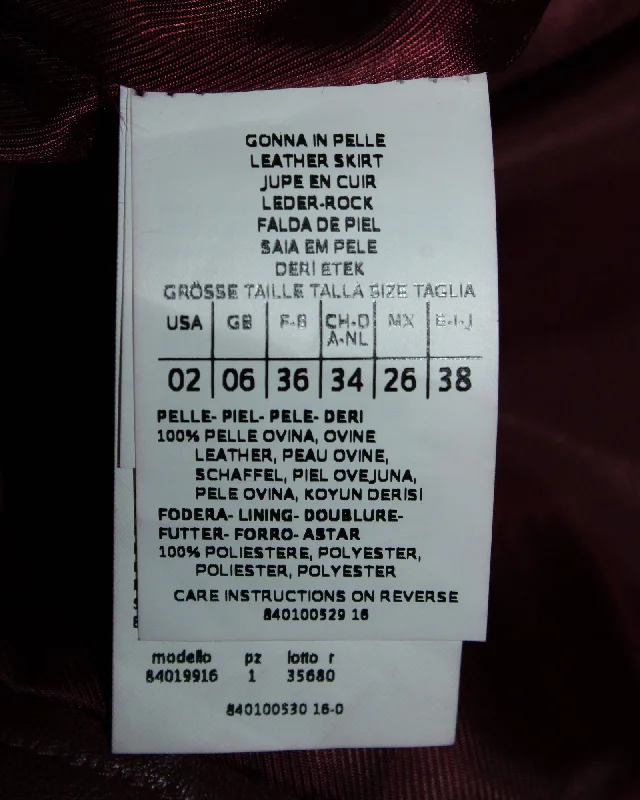 GONNA IN PELLE
LEATHER SKIRT
JUPE EN CUIR
LEDER-ROCK
FALDA DE PIEL
SAIA EM PELE
DERİ ETEK
GRÖSSE TAILLE TALLA SIZE TAGLIA
USA GB F-B CH-D MX E-I-J
A-NL
02 06 36 34 26 38
PELLE- PIEL- PELE- DERI
100% PELLE OVINA, OVINE
LEATHER, PEAU OVINE,
SCHAFFEL, PIEL OVEJUNA,
PELE OVINA, KOYUN DERİSİ
FODERA- LINING- DOUBLURE-
FUTTER- FORRO- ASTAR
100% POLIESTERE, POLYESTER,
POLIESTER, POLYESTER
CARE INSTRUCTIONS ON REVERSE
840100529 16
modello pz lotto r
84019916 1 35680
840100530 16-0